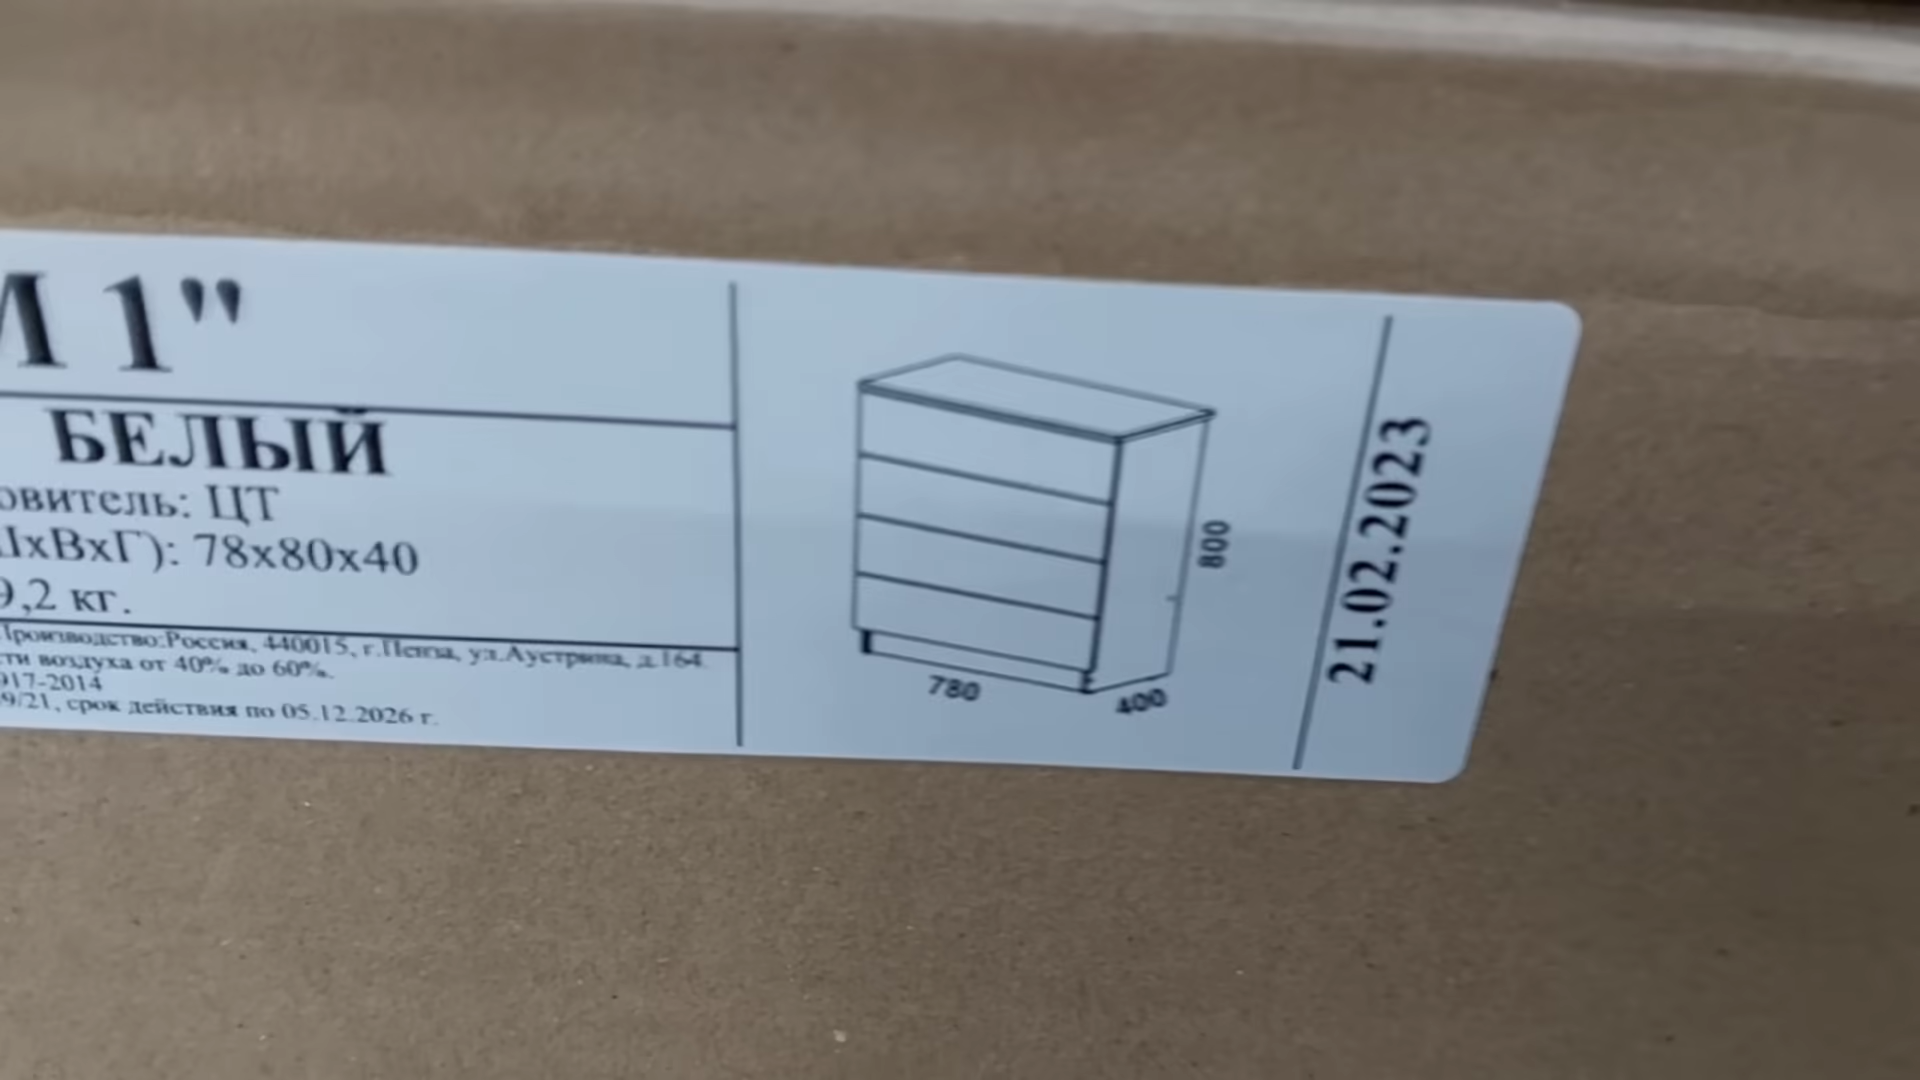 1"
БЕЛЫЙ
овитель: ЦТ
хВхГ): 78х80х40
9,2 кг.
Производство:Россия, 440015, г.Пенза, ул.Аустрина, д.164.
сти воздуха от 40% до 60%.
917-2014
9/21, срок действия по 05.12.2026 г.
800
780
400
21.02.2023